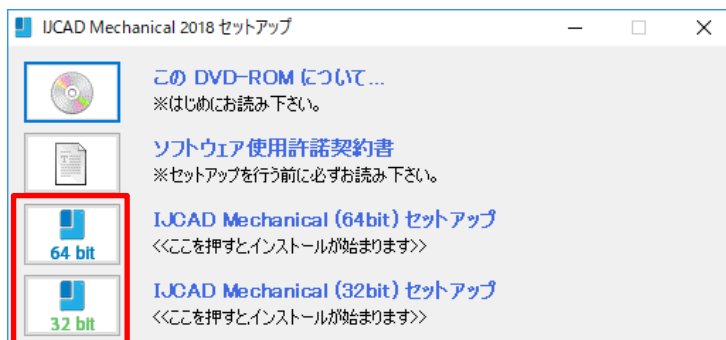 IJCAD Mechanical 2018 セットアップ
この DVD-ROM について...
※はじめにお読み下さい。
ソフトウェア使用許諾契約書
※セットアップを行う前に必ずお読み下さい。
64 bit
IJCAD Mechanical (64bit) セットアップ
<<ここを押すとインストールが始まります>>
32 bit
IJCAD Mechanical (32bit) セットアップ
<<ここを押すとインストールが始まります>>